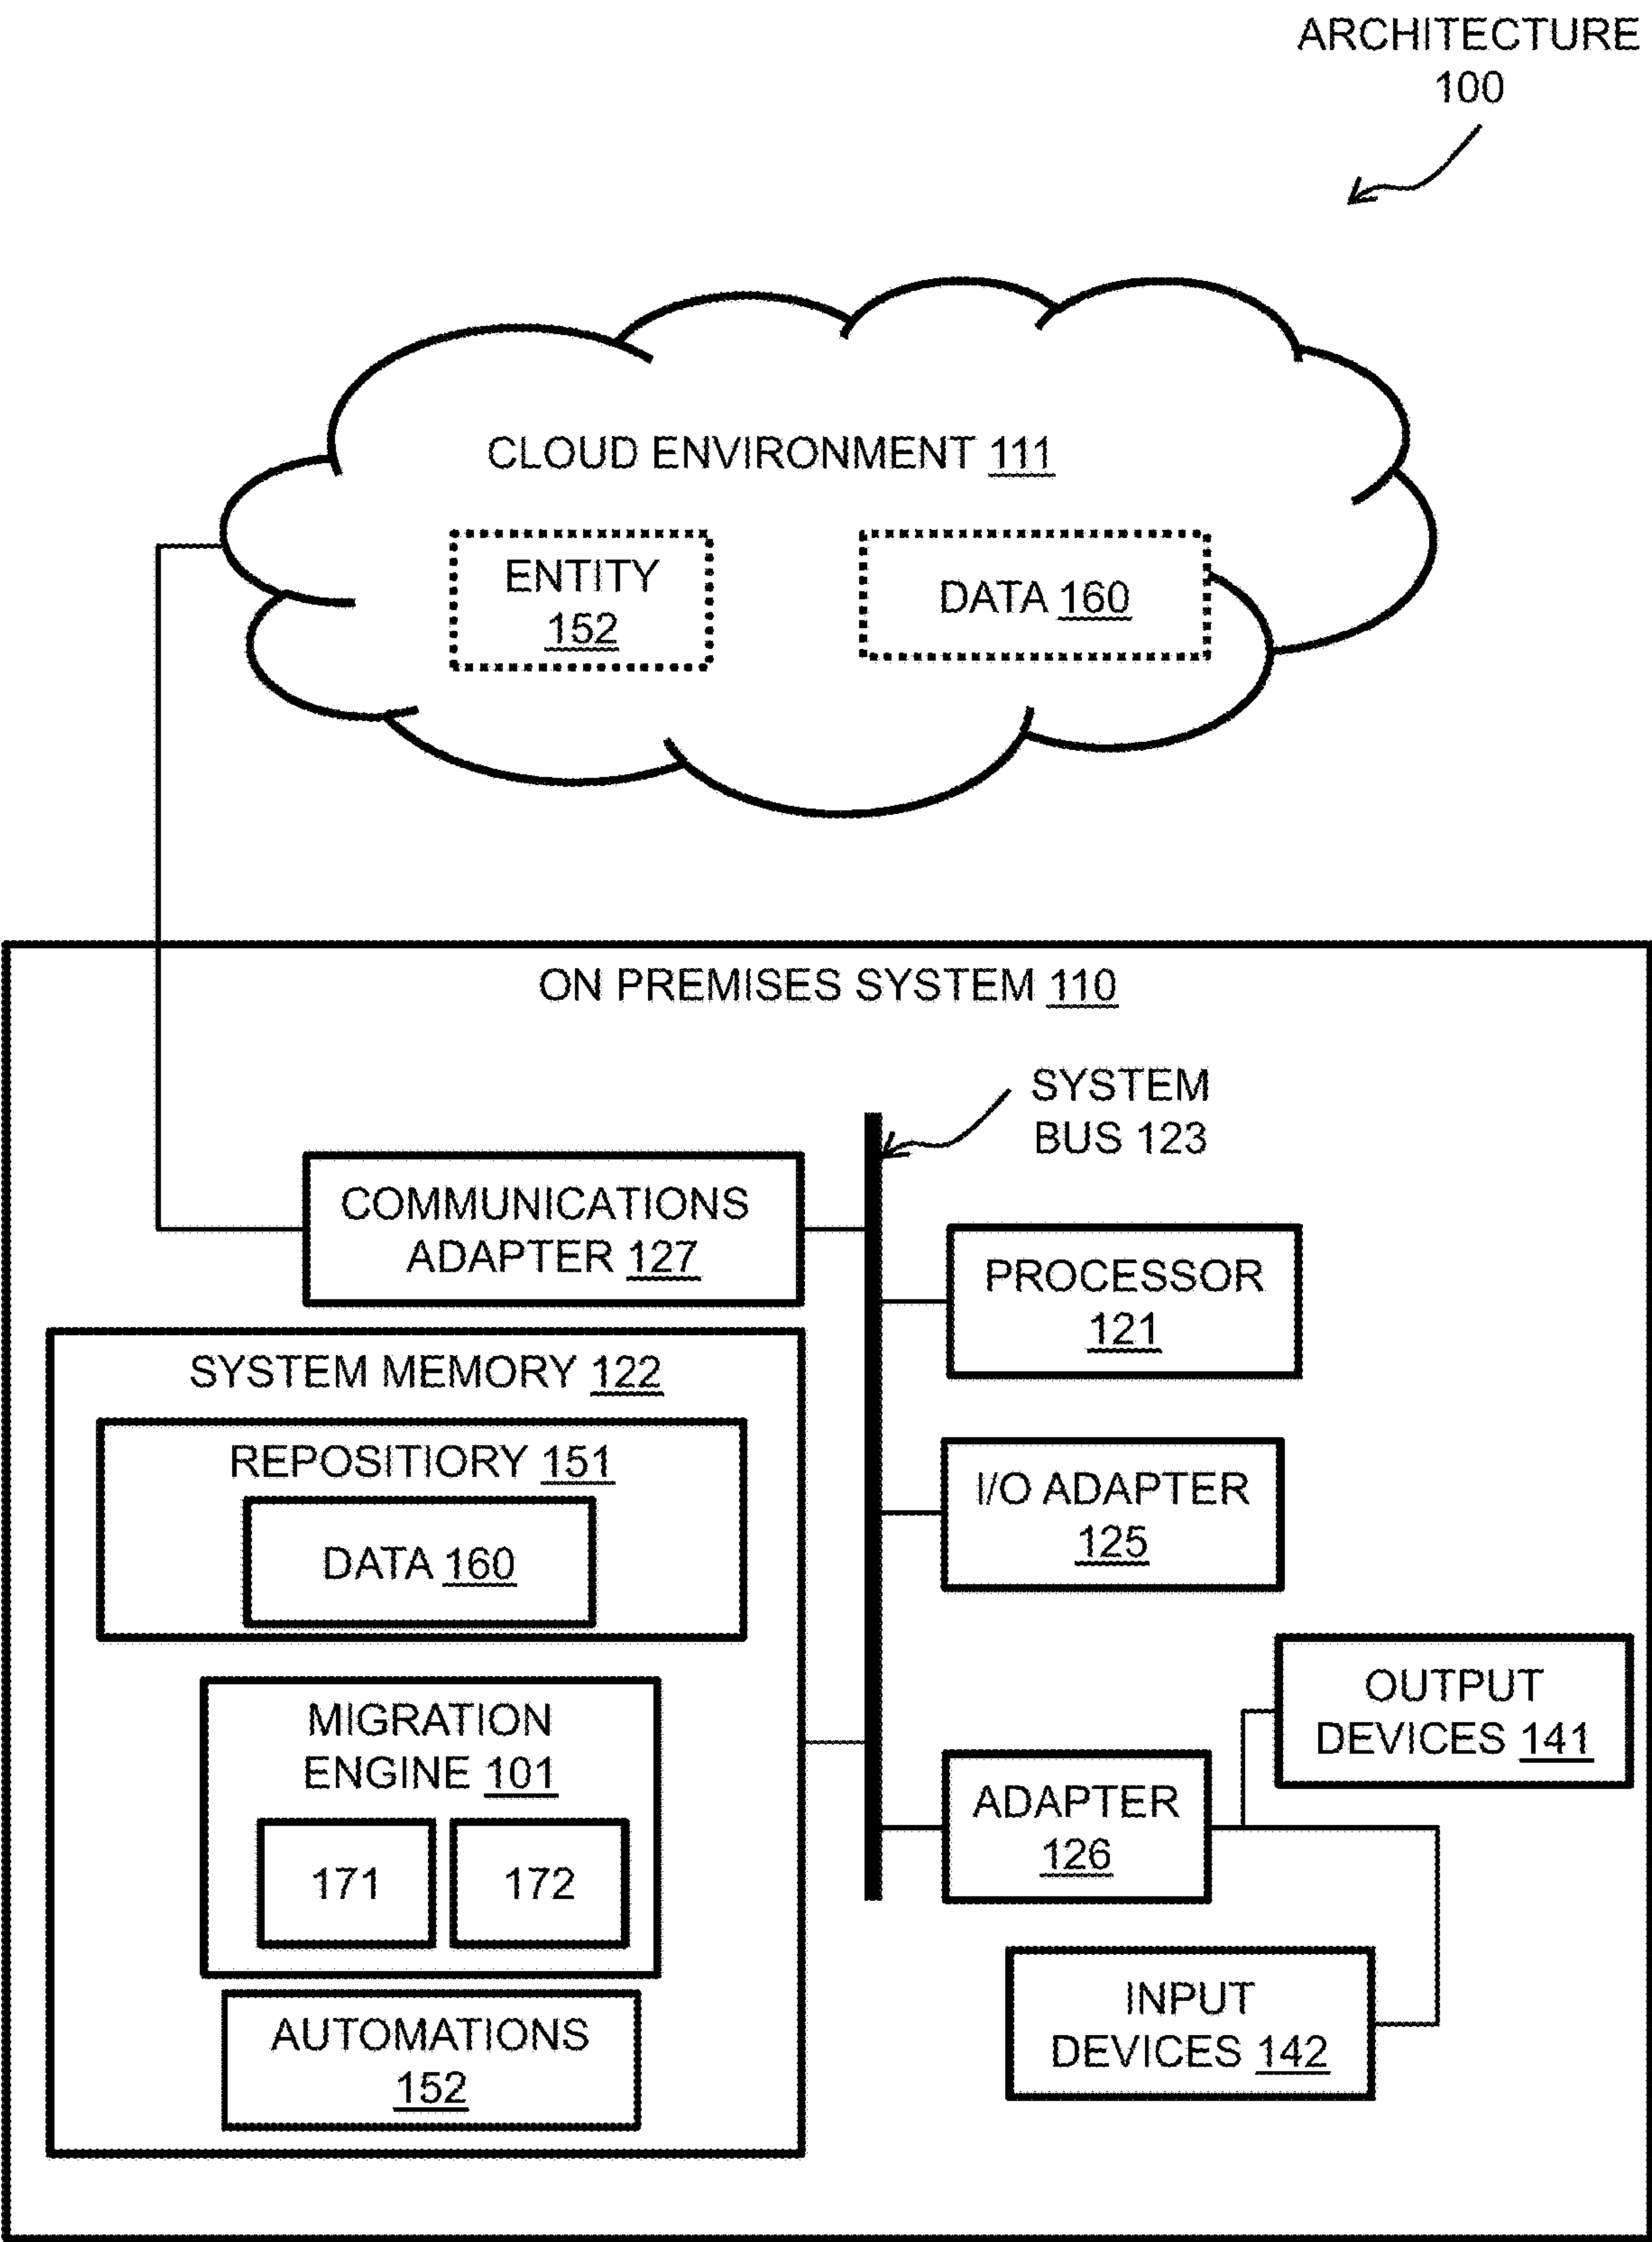 ARCHITECTURE
100
CLOUD ENVIRONMENT 111
ENTITY
152
DATA 160
ON PREMISES SYSTEM 110
SYSTEM
BUS 123
COMMUNICATIONS
ADAPTER 127
PROCESSOR
121
SYSTEM MEMORY 122
REPOSITIORY 151
DATA 160
I/O ADAPTER
125
MIGRATION
ENGINE 101
171
172
OUTPUT
DEVICES 141
ADAPTER
126
AUTOMATIONS
152
INPUT
DEVICES 142